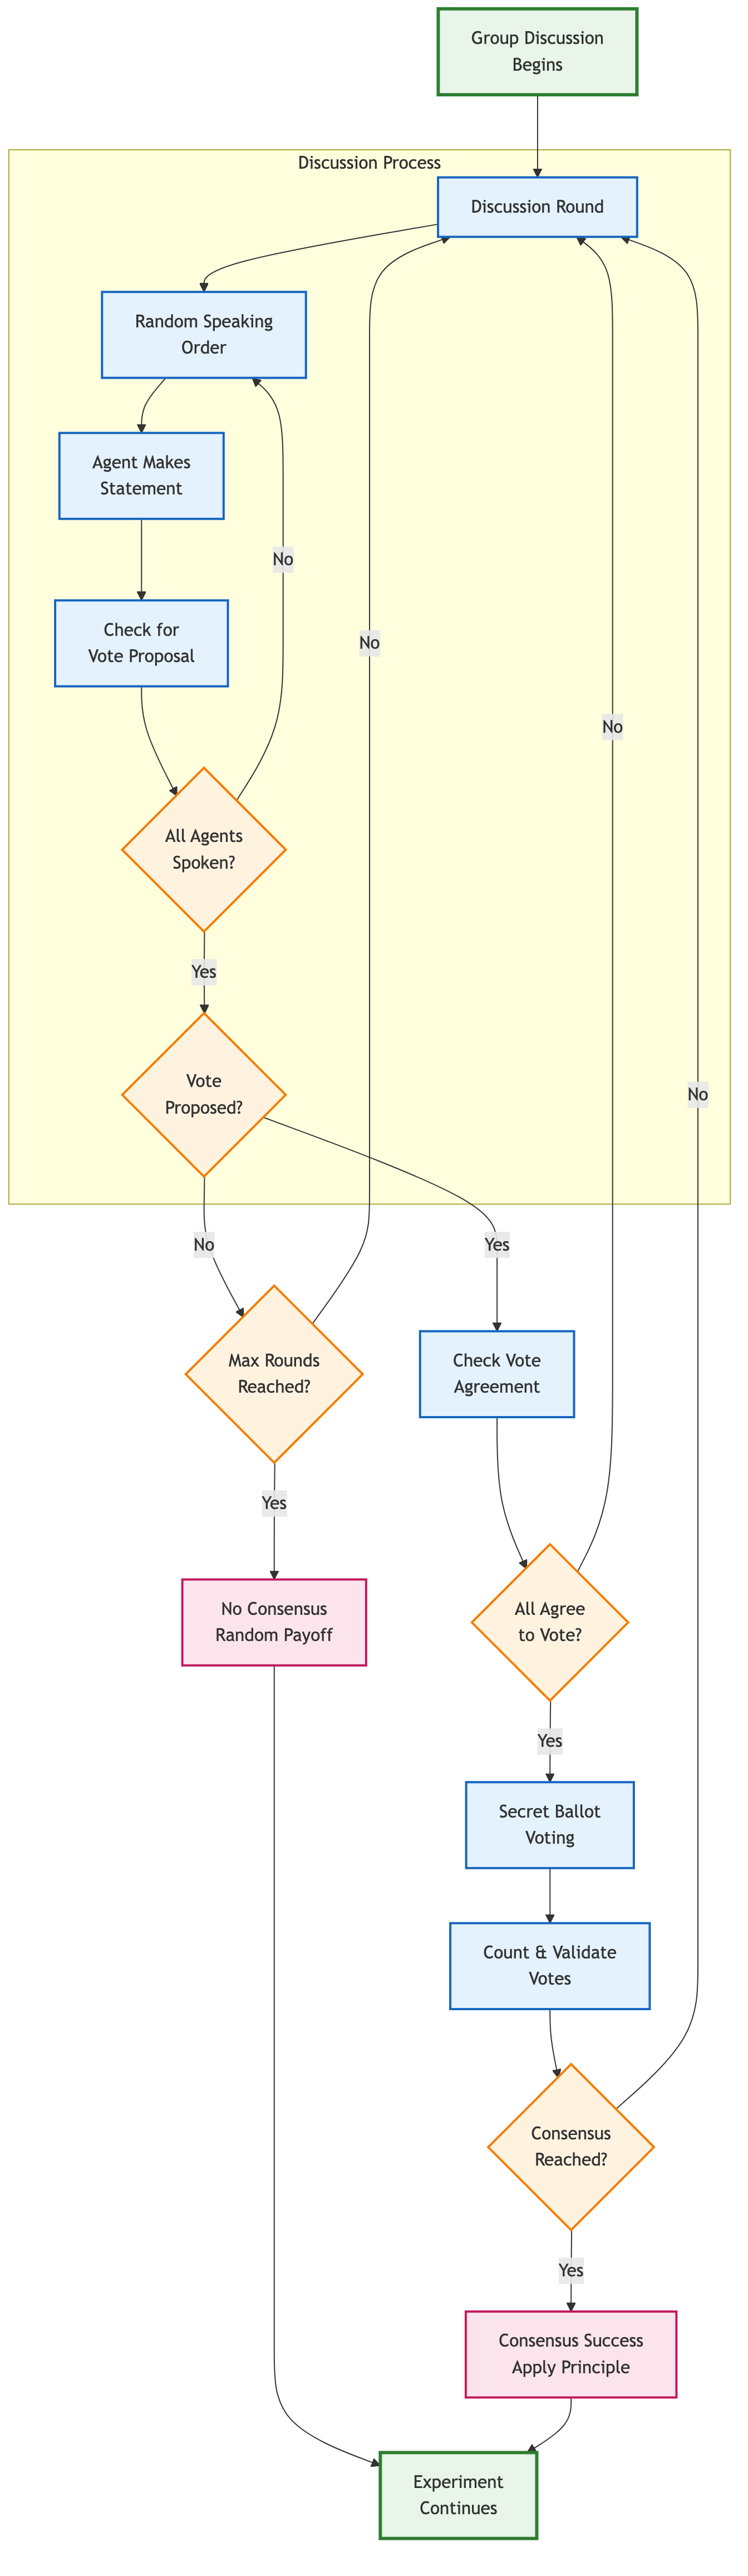 Group Discussion
Begins
Discussion Process
Discussion Round
Random Speaking
Order
Agent Makes
Statement
No
Check for
Vote Proposal
No
No
All Agents
Spoken?
Yes
Vote
Proposed?
No
No
Yes
Max Rounds
Reached?
Check Vote
Agreement
Yes
No Consensus
Random Payoff
All Agree
to Vote?
Yes
Secret Ballot
Voting
Count & Validate
Votes
Consensus
Reached?
Yes
Consensus Success
Apply Principle
Experiment
Continues